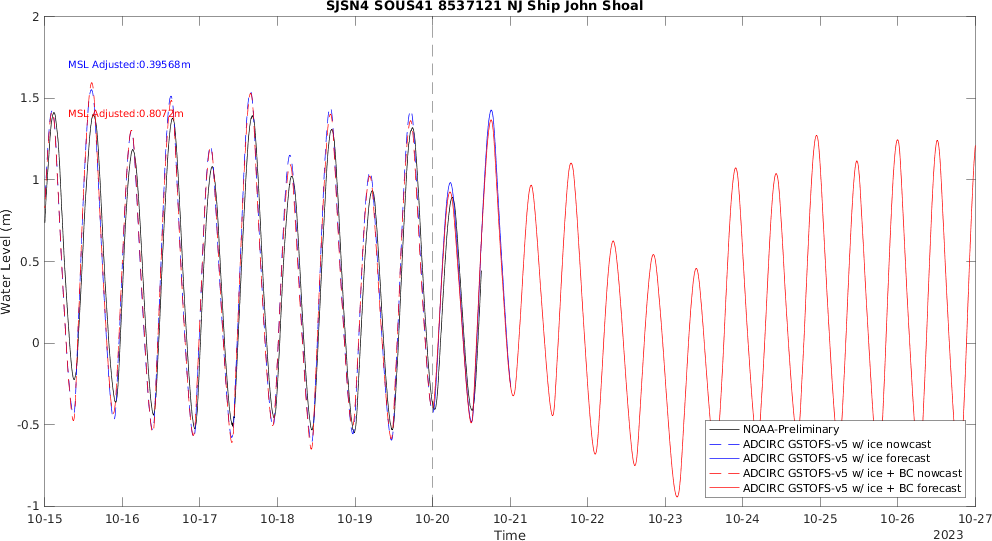 SJSN4 SOUS41 8537121 NJ Ship John Shoal
2
MSL Adjusted:0.39568m
1.5
MSL Adjusted:0.8072m
1
0.5
0
-0.5
-1
Water Level (m)
NOAA-Preliminary
ADCIRC GSTOFS-v5 w/ ice nowcast
ADCIRC GSTOFS-v5 w/ ice forecast
ADCIRC GSTOFS-v5 w/ ice + BC nowcast
ADCIRC GSTOFS-v5 w/ ice + BC forecast
10-15 10-16 10-17 10-18 10-19 10-20 10-21 10-22 10-23 10-24 10-25 10-26 10-27
Time
2023